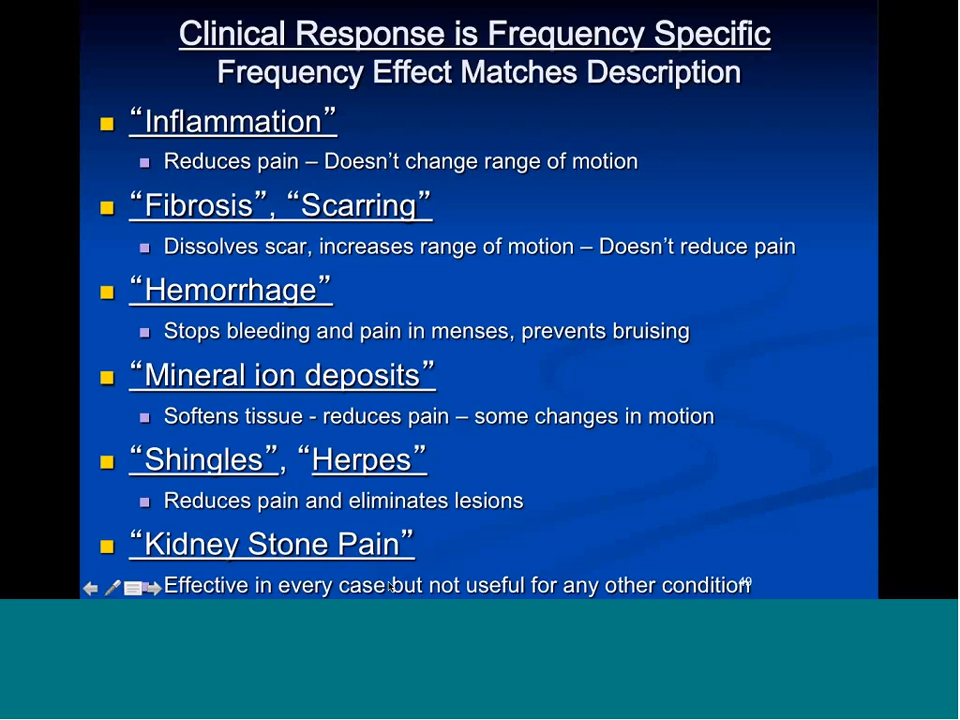 Clinical Response is Frequency Specific
Frequency Effect Matches Description
“Inflammation”
Reduces pain – Doesn’t change range of motion
“Fibrosis”, “Scarring”
Dissolves scar, increases range of motion – Doesn’t reduce pain
“Hemorrhage”
Stops bleeding and pain in menses, prevents bruising
“Mineral ion deposits”
Softens tissue - reduces pain – some changes in motion
“Shingles”, “Herpes”
Reduces pain and eliminates lesions
“Kidney Stone Pain”
Effective in every case but not useful for any other condition